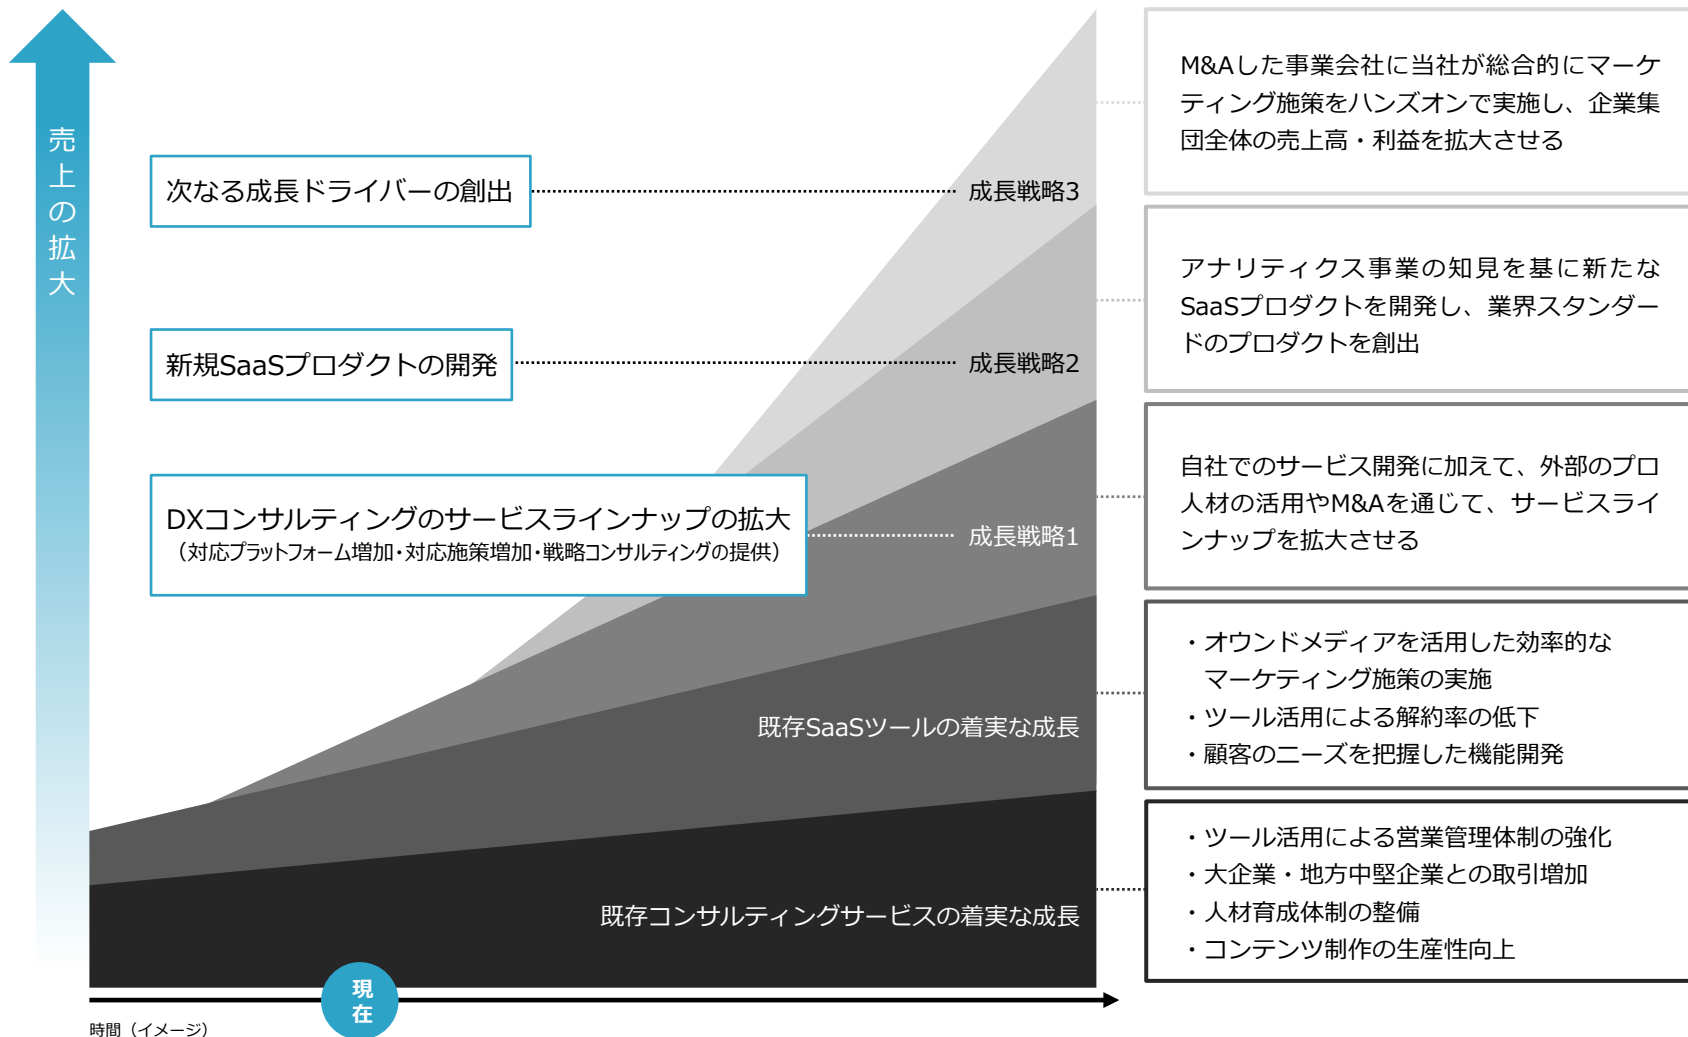 売上の拡大
次なる成長ドライバーの創出
成長戦略3
新規SaaSプロダクトの開発
成長戦略2
DXコンサルティングのサービスラインナップの拡大
（対応プラットフォーム増加・対応施策増加・戦略コンサルティングの提供）
成長戦略1
既存SaaSツールの着実な成長
既存コンサルティングサービスの着実な成長
M&Aした事業会社に当社が総合的にマーケ
ティング施策をハンズオンで実施し、企業集
団全体の売上高・利益を拡大させる
アナリティクス事業の知見を基に新たな
SaaSプロダクトを開発し、業界スタンダー
ドのプロダクトを創出
自社でのサービス開発に加えて、外部のプロ
人材の活用やM&Aを通じて、サービスライ
ンナップを拡大させる
・オウンドメディアを活用した効率的な
マーケティング施策の実施
・ツール活用による解約率の低下
・顧客のニーズを把握した機能開発
・ツール活用による営業管理体制の強化
・大企業・地方中堅企業との取引増加
・人材育成体制の整備
・コンテンツ制作の生産性向上
現在
時間（イメージ）